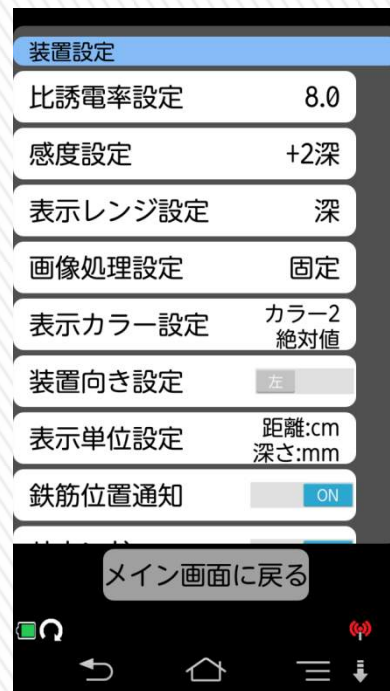 装置設定
比誘電率設定 8.0
感度設定 +2深
表示レンジ設定 深
画像処理設定 固定
表示カラー設定 カラー2
絶対値
装置向き設定 左
表示単位設定 距離:cm
深さ:mm
鉄筋位置通知 ON
メイン画面に戻る